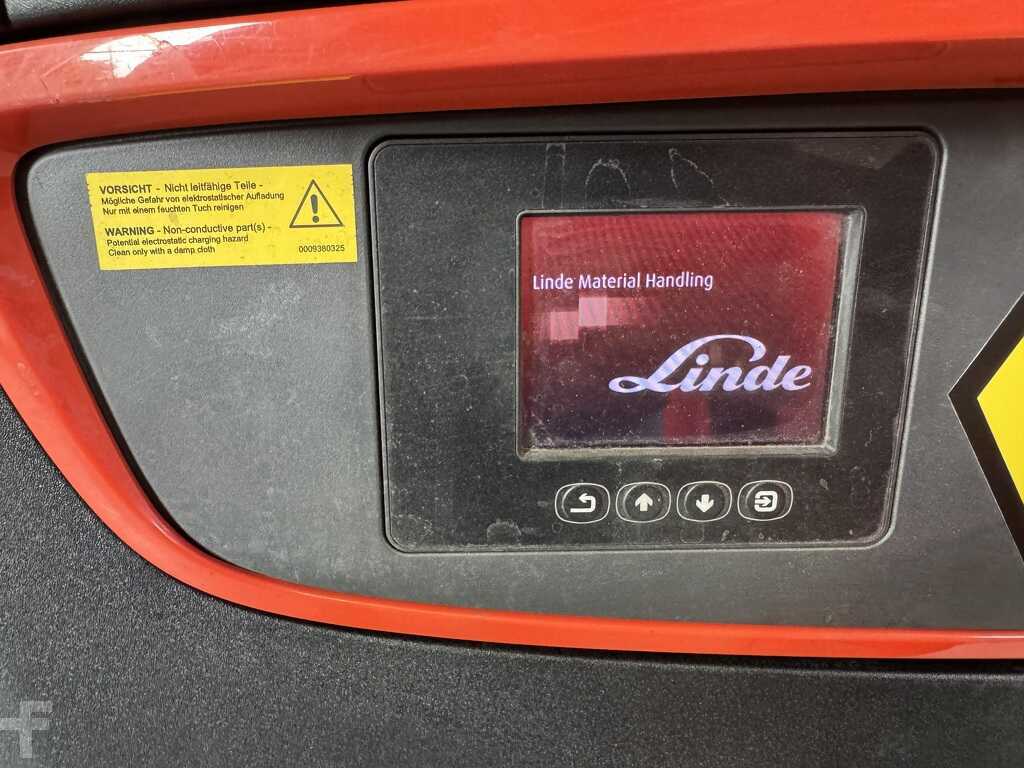 VORSICHT - Nicht leitfähige Teile -
Mögliche Gefahr von elektrostatischer Aufladung
Nur mit einem feuchten Tuch reinigen
WARNING - Non-conductive part(s) -
Potential electrostatic charging hazard
Clean only with a damp cloth 0009380325
Linde Material Handling
Linde